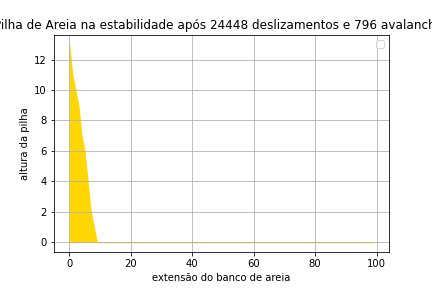 ilha de Areia na estabilidade após 24448 deslizamentos e 796 avalanch
12
10
8
6
4
2
0
altura da pilha
0 20 40 60 80 100
extensão do banco de areia